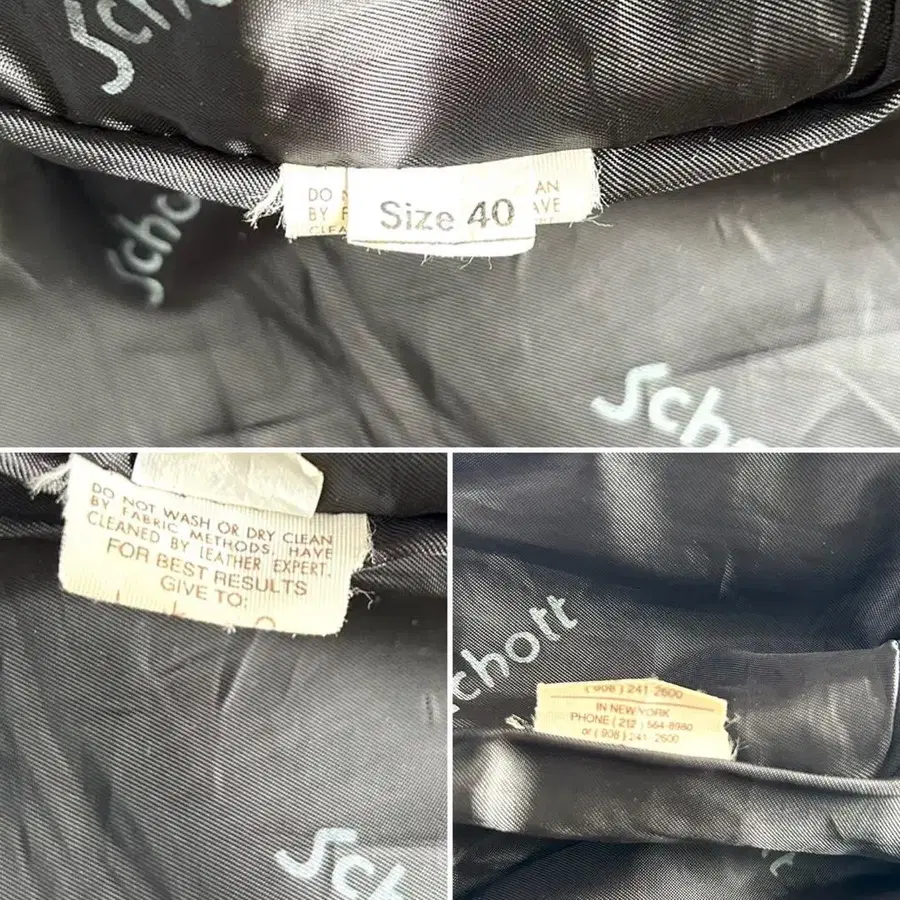 Schott
Schott
DO
AN
BY
AVE
Size 40
CLEA
Schott
DO NOT WASH OR DRY CLEAN
BY FABRIC METHODS. HAVE
CLEANED BY LEATHER EXPERT.
FOR BEST RESULTS
GIVE TO:
Schott
Schott
(908) 241-2600
IN NEW YORK
PHONE (212) 564-8980
or (908) 241-2600